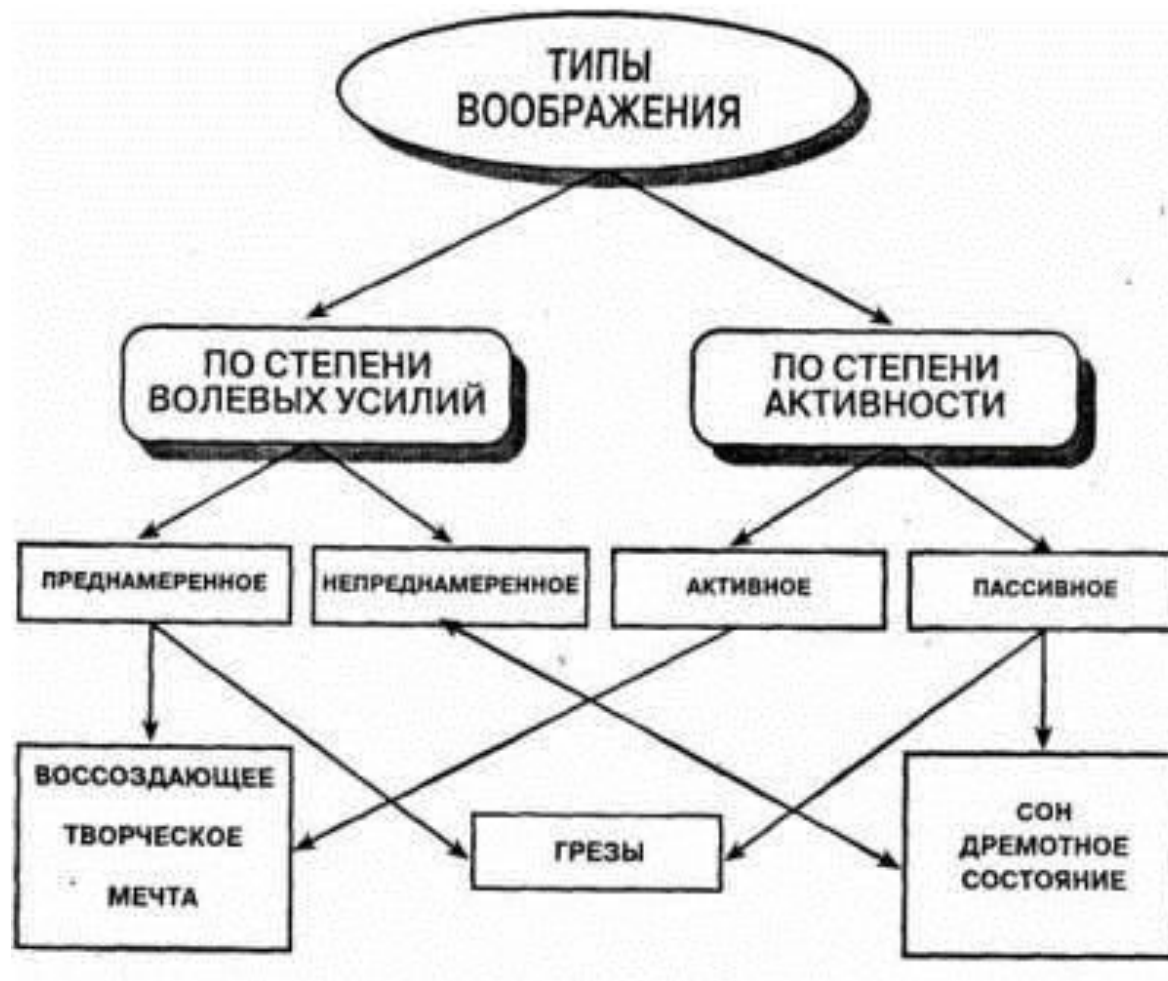 ТИПЫ
ВООБРАЖЕНИЯ
ПО СТЕПЕНИ
ВОЛЕВЫХ УСИЛИЙ
ПО СТЕПЕНИ
АКТИВНОСТИ
ПРЕДНАМЕРЕННОЕ
НЕПРЕДНАМЕРЕННОЕ
АКТИВНОЕ
ПАССИВНОЕ
ВОССОЗДАЮЩЕЕ
ТВОРЧЕСКОЕ
МЕЧТА
ГРЕЗЫ
СОН
ДРЕМОТНОЕ
СОСТОЯНИЕ